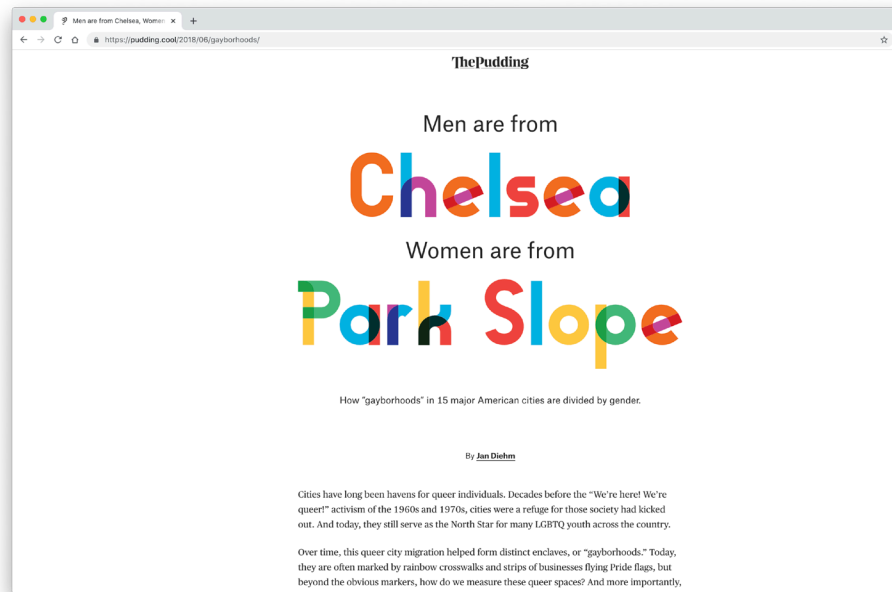 Men are from Chelsea, Women
https://pudding.cool/2018/06/gayborhoods/
The Pudding
Men are from
Chelsea
Women are from
Park Slope
How "gayborhoods" in 15 major American cities are divided by gender.
By Jan Diehm
Cities have long been havens for queer individuals. Decades before the “We’re here! We’re
queer!” activism of the 1960s and 1970s, cities were a refuge for those society had kicked
out. And today, they still serve as the North Star for many LGBTQ youth across the country.
Over time, this queer city migration helped form distinct enclaves, or “gayborhoods.” Today,
they are often marked by rainbow crosswalks and strips of businesses flying Pride flags, but
beyond the obvious markers, how do we measure these queer spaces? And more importantly,